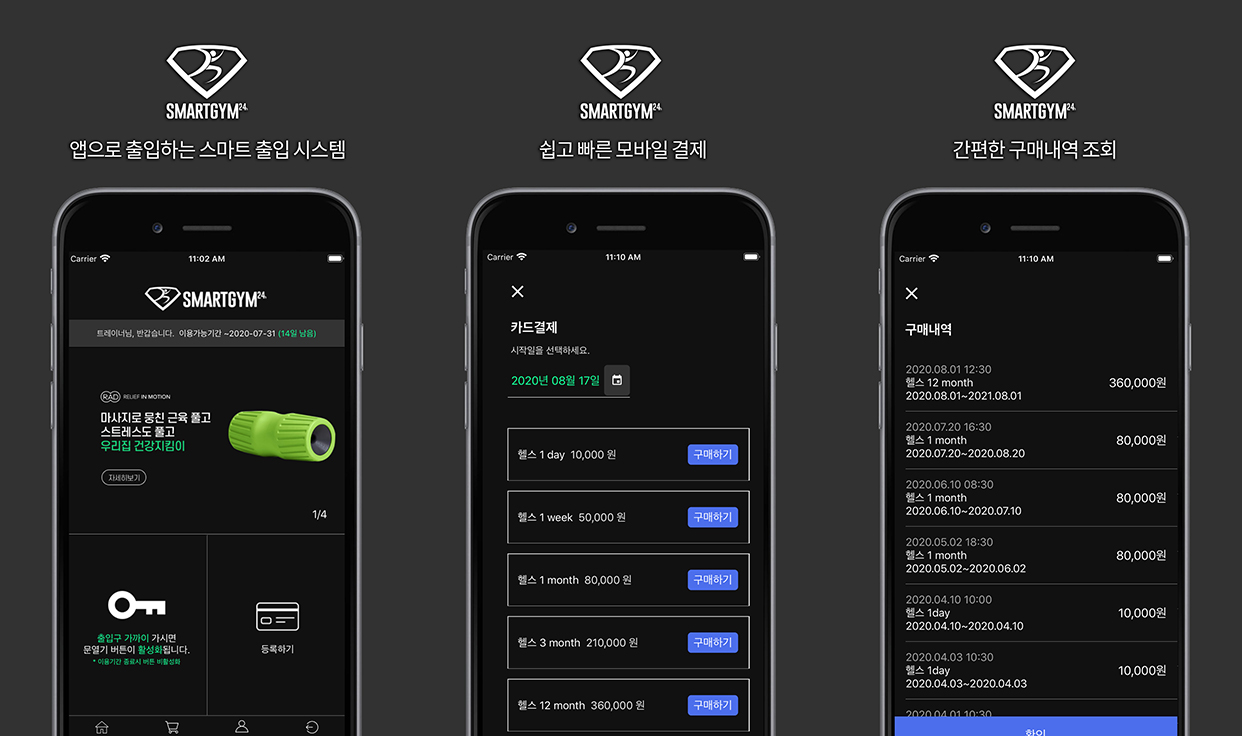 SMARTGYM24.
앱으로 출입하는 스마트 출입 시스템
Carrier
11:02 AM
SMARTGYM24.
트레이너님, 반갑습니다. 이용가능기간 ~2020-07-31 (14일 남음)
RAD RELIEF IN MOTION
마사지로 뭉친 근육 풀고
스트레스도 풀고
우리집 건강지킴이
자세히보기
1/4
출입구 가까이 가시면
문열기 버튼이 활성화됩니다.
* 이용기간 종료시 버튼 비활성화
등록하기
SMARTGYM24.
쉽고 빠른 모바일 결제
Carrier
11:10 AM
카드결제
시작일을 선택하세요.
2020년 08월 17일
헬스 1 day 10,000 원 구매하기
헬스 1 week 50,000 원 구매하기
헬스 1 month 80,000 원 구매하기
헬스 3 month 210,000 원 구매하기
헬스 12 month 360,000 원 구매하기
SMARTGYM24.
간편한 구매내역 조회
Carrier
11:10 AM
구매내역
2020.08.01 12:30
헬스 12 month 360,000원
2020.08.01~2021.08.01
2020.07.20 16:30
헬스 1 month 80,000원
2020.07.20~2020.08.20
2020.06.10 08:30
헬스 1 month 80,000원
2020.06.10~2020.07.10
2020.05.02 18:30
헬스 1 month 80,000원
2020.05.02~2020.06.02
2020.04.10 10:00
헬스 1day 10,000원
2020.04.10~2020.04.10
2020.04.03 10:30
헬스 1day 10,000원
2020.04.03~2020.04.03
2020.04.01 10:30
확인